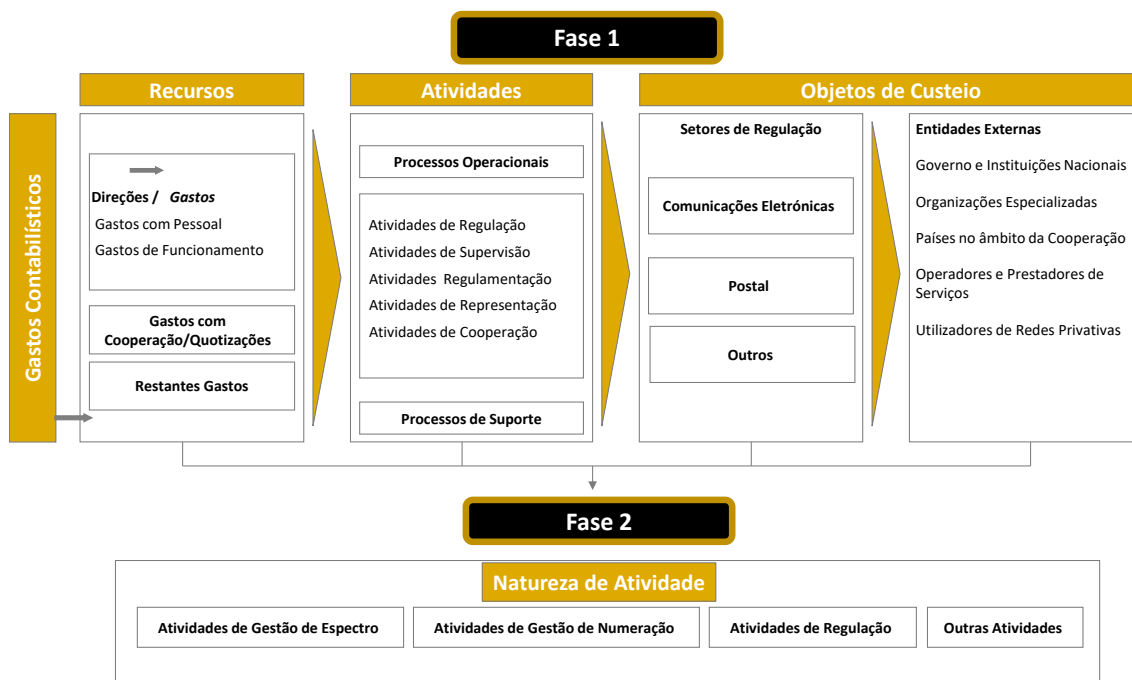 Fase 1
Recursos
Atividades
Objetos de Custeio
Gastos Contabilísticos
Direções / Gastos
Gastos com Pessoal
Gastos de Funcionamento
Gastos com
Cooperação/Quotizações
Restantes Gastos
Processos Operacionais
Atividades de Regulação
Atividades de Supervisão
Atividades Regulamentação
Atividades de Representação
Atividades de Cooperação
Processos de Suporte
Setores de Regulação
Comunicações Eletrónicas
Postal
Outros
Entidades Externas
Governo e Instituições Nacionais
Organizações Especializadas
Países no âmbito da Cooperação
Operadores e Prestadores de
Serviços
Utilizadores de Redes Privativas
Fase 2
Natureza de Atividade
Atividades de Gestão de Espectro
Atividades de Gestão de Numeração
Atividades de Regulação
Outras Atividades